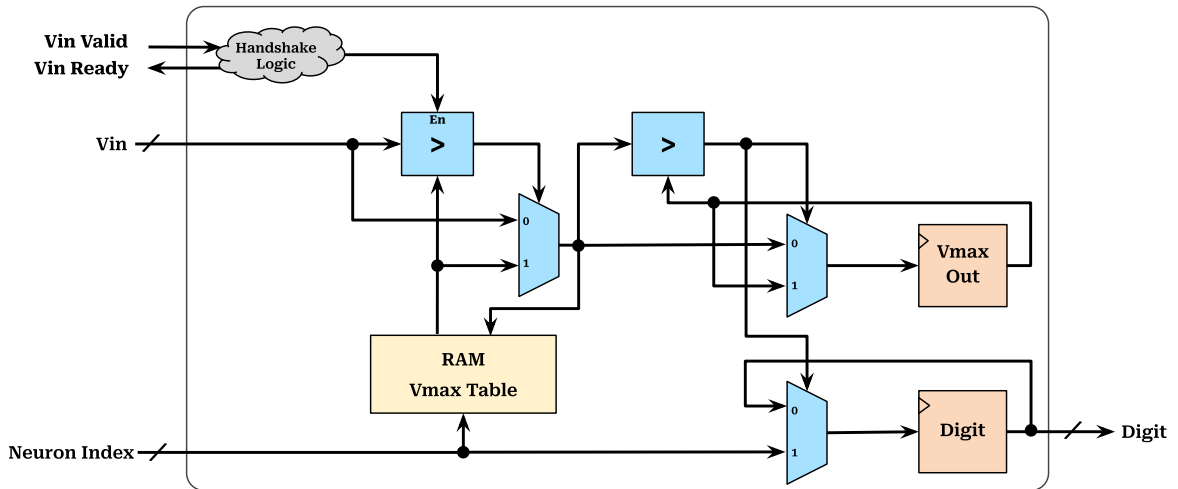 Vin Valid
Vin Ready
Handshake
Logic
Vin
En
>
>
0
1
0
1
Vmax
Out
RAM
Vmax Table
0
1
Digit
Neuron Index
Digit